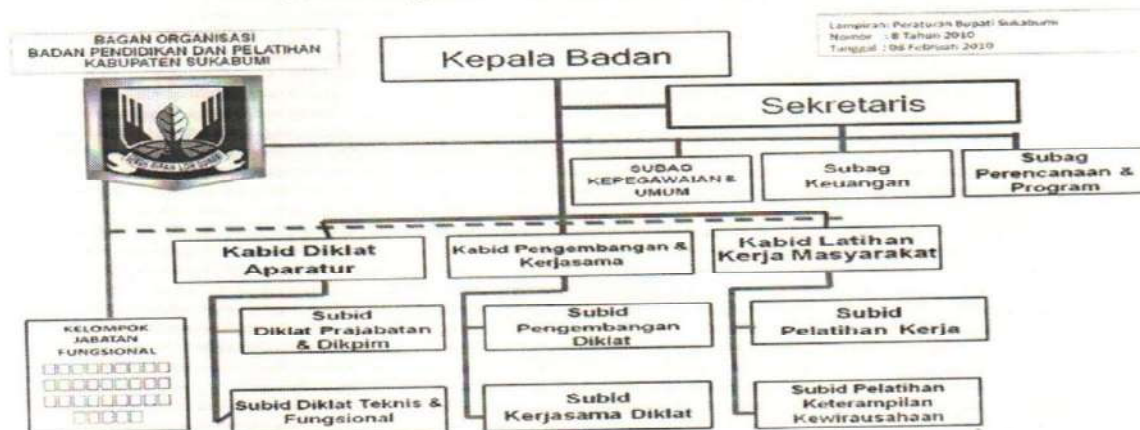 BAGAN ORGANISASI
BADAN PENDIDIKAN DAN PELATIHAN
KABUPATEN SUKABUMI
Lampiran: Peraturan Bupati Sukabumi
Nomor : 8 Tahun 2010
Tanggal : 08 Februari 2010
Kepala Badan
Sekretaris
SUBAG
KEPEGAWAIAN &
UMUM
Subag
Keuangan
Subag
Perencanaan &
Program
Kabid Diklat
Aparatur
Kabid Pengembangan &
Kerjasama
Kabid Latihan
Kerja Masyarakat
KELOMPOK
JABATAN
FUNGSIONAL
Subid
Diklat Prajabatan
& Dikpim
Subid
Pengembangan
Diklat
Subid
Pelatihan Kerja
Subid Diklat Teknis &
Fungsional
Subid
Kerjasama Diklat
Subid Pelatihan
Keterampilan
Kewirausahaan